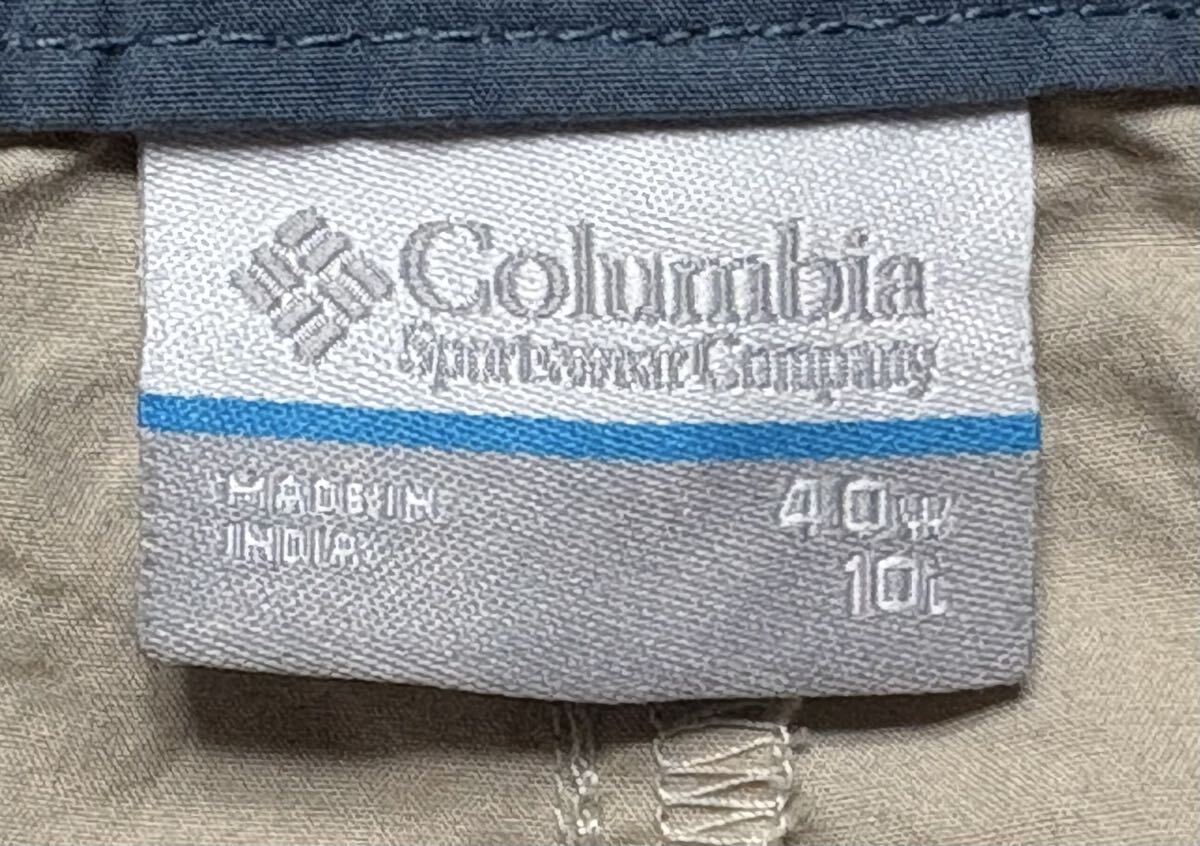 Columbia
Sportswear Company
MADE IN
INDIA
40W
10L